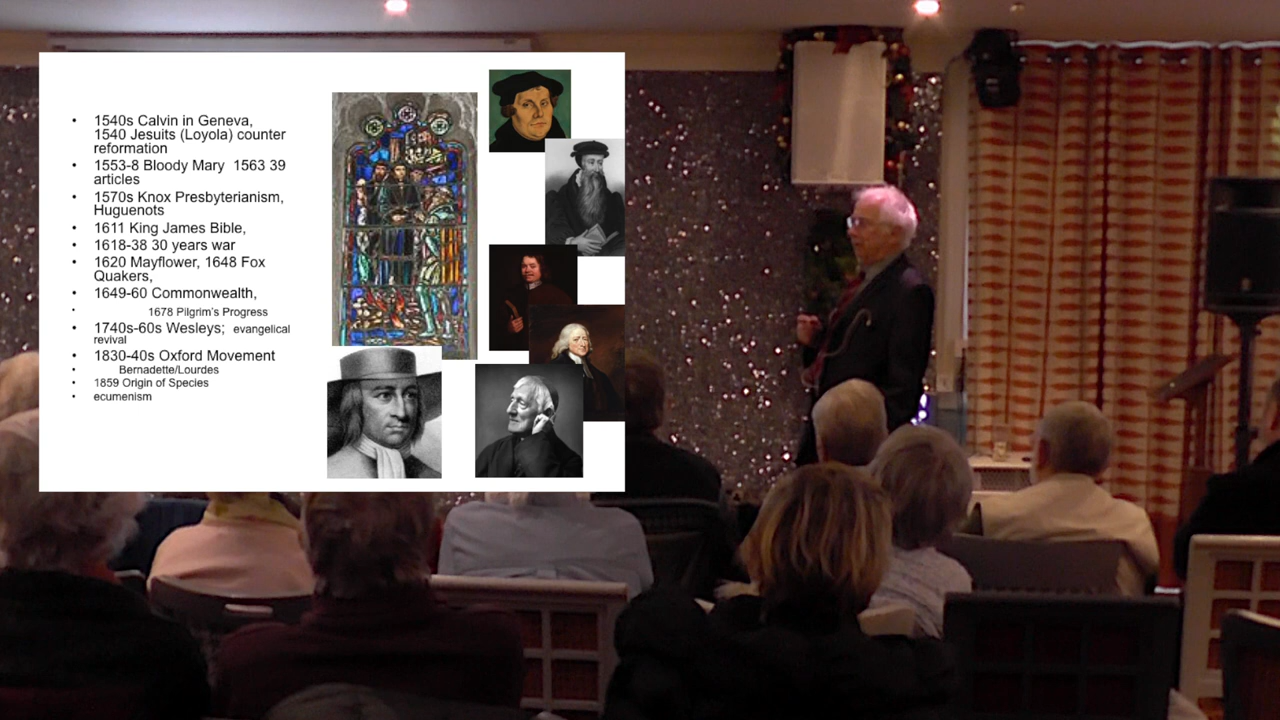 1540s Calvin in Geneva,
1540 Jesuits (Loyola) counter
reformation
1553-8 Bloody Mary 1563 39
articles
1570s Knox Presbyterianism,
Huguenots
1611 King James Bible,
1618-38 30 years war
1620 Mayflower, 1648 Fox
Quakers,
1649-60 Commonwealth,
1678 Pilgrim's Progress
1740s-60s Wesleys; evangelical
revival
1830-40s Oxford Movement
Bernadette/Lourdes
1859 Origin of Species
ecumenism